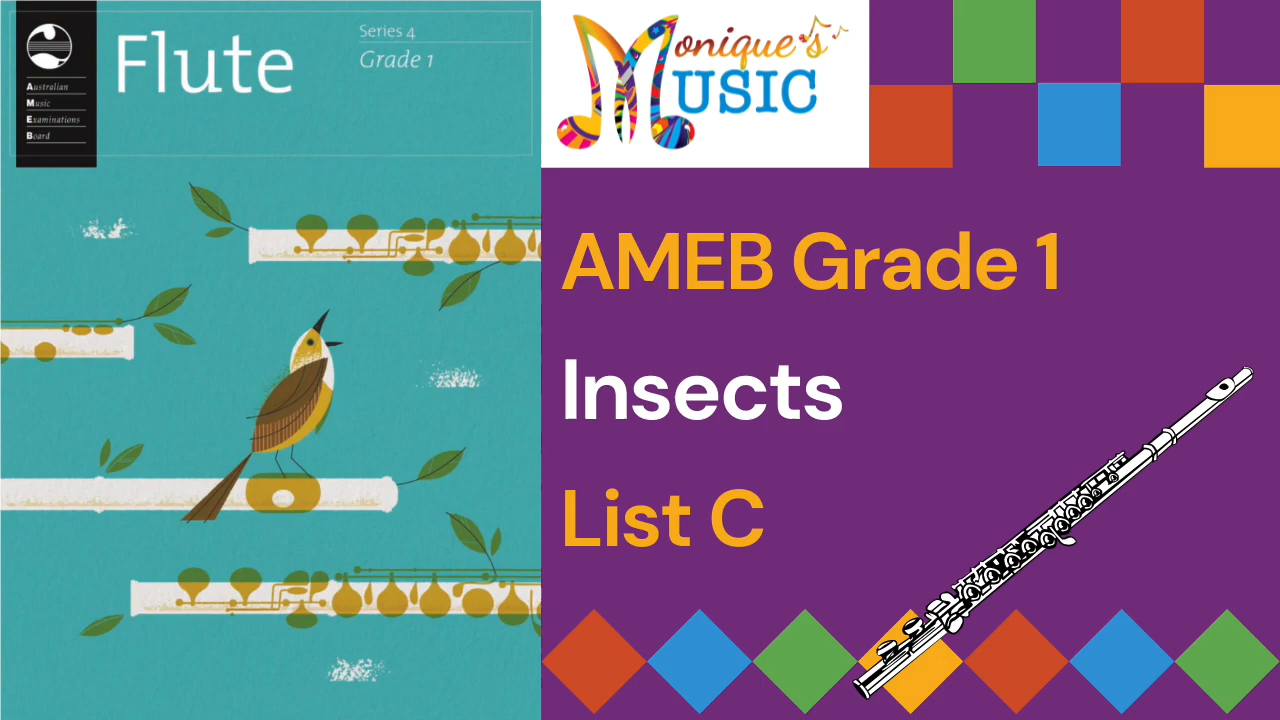 Flute
Series 4
Grade 1
Australian
Music
Examinations
Board
Monique's
MUSIC
AMEB Grade 1
Insects
List C